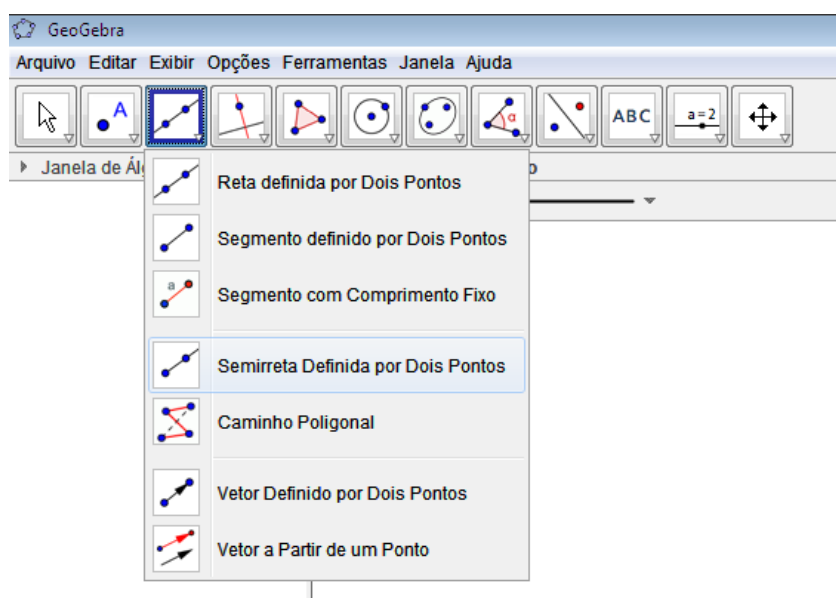 GeoGebra
Arquivo Editar Exibir Opções Ferramentas Janela Ajuda
A α ABC a=2
Janela de
Reta definida por Dois Pontos
Segmento definido por Dois Pontos
a
Segmento com Comprimento Fixo
Semirreta Definida por Dois Pontos
Caminho Poligonal
Vetor Definido por Dois Pontos
Vetor a Partir de um Ponto